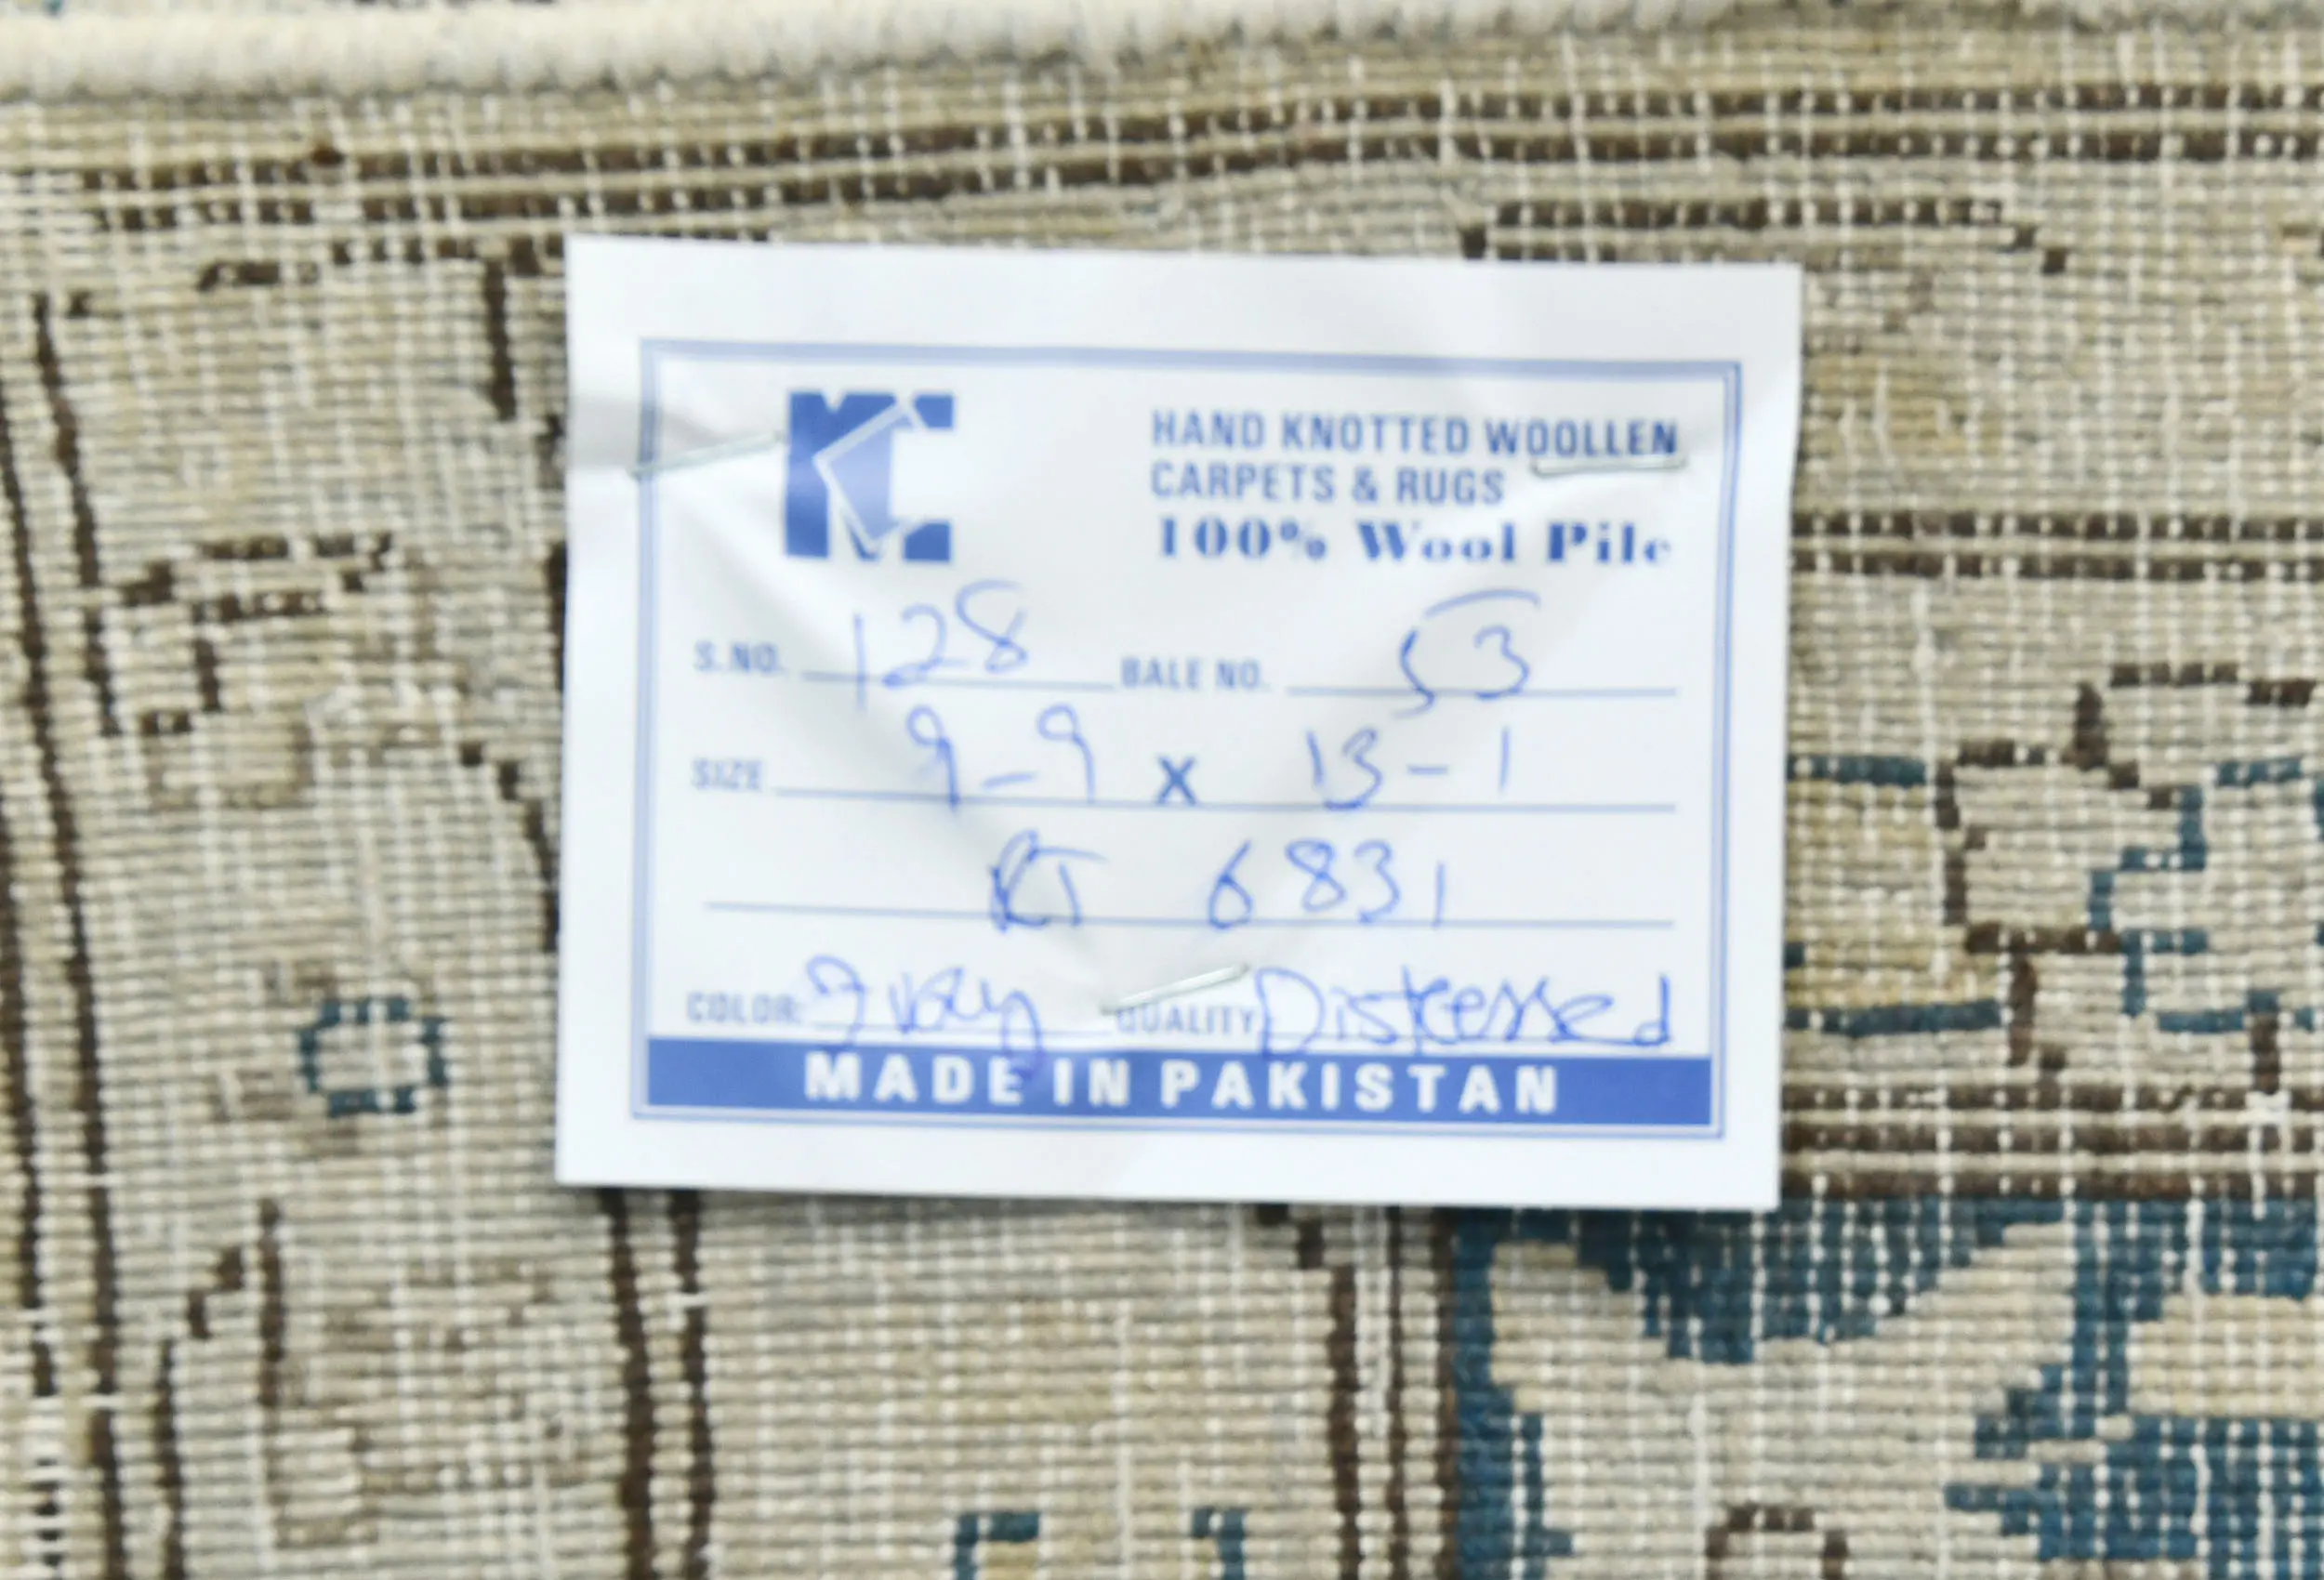 KC
HAND KNOTTED WOOLLEN
CARPETS & RUGS
100% Wool Pile
S.NO. 128 BALE NO. 53
SIZE 9-9 X 13-1
KT 6831
COLOR: Ivory QUALITY Distressed
MADE IN PAKISTAN